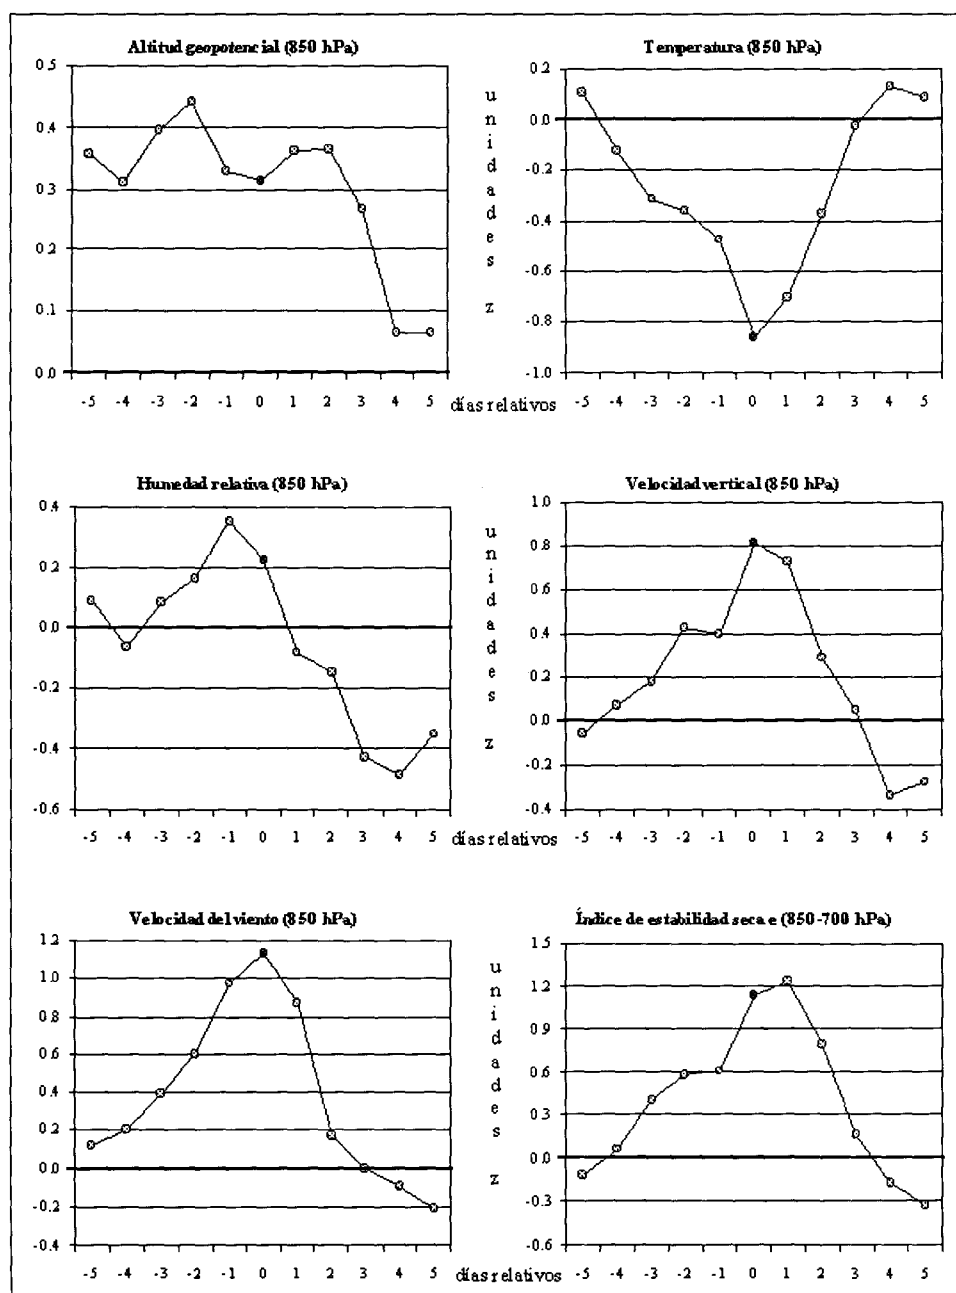 Altitud geopotencial (850 hPa)
0.5
0.4
0.3
0.2
0.1
0.0
-5 -4 -3 -2 -1 0 1 2 3 4 5
unidades z
Temperatura (850 hPa)
0.2
0.0
-0.2
-0.4
-0.6
-0.8
-1.0
días relativos
-5 -4 -3 -2 -1 0 1 2 3 4 5
Humedad relativa (850 hPa)
0.4
0.2
0.0
-0.2
-0.4
-0.6
-5 -4 -3 -2 -1 0 1 2 3 4 5
unidades z
Velocidad vertical (850 hPa)
1.0
0.8
0.6
0.4
0.2
0.0
-0.2
-0.4
días relativos
-5 -4 -3 -2 -1 0 1 2 3 4 5
Velocidad del viento (850 hPa)
1.2
1.0
0.8
0.6
0.4
0.2
0.0
-0.2
-0.4
-5 -4 -3 -2 -1 0 1 2 3 4 5
unidades z
Índice de estabilidad seca e (850-700 hPa)
1.5
1.2
0.9
0.6
0.3
0.0
-0.3
-0.6
días relativos
-5 -4 -3 -2 -1 0 1 2 3 4 5